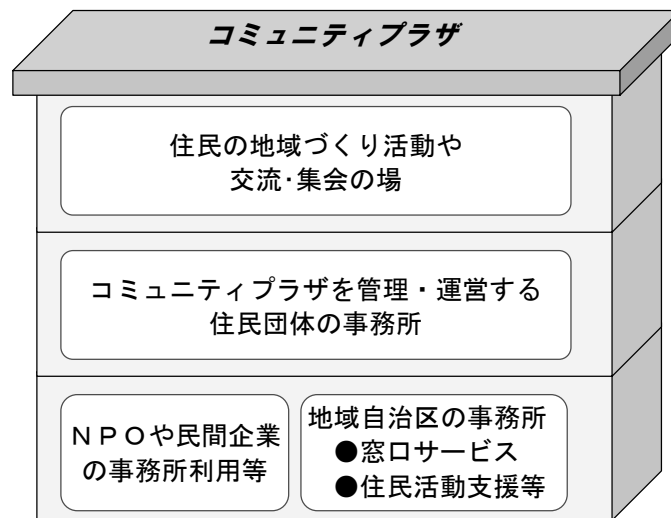 コミュニティプラザ
住民の地域づくり活動や
交流･集会の場
コミュニティプラザを管理・運営する
住民団体の事務所
ＮＰＯや民間企業
の事務所利用等
地域自治区の事務所
●窓口サービス
●住民活動支援等